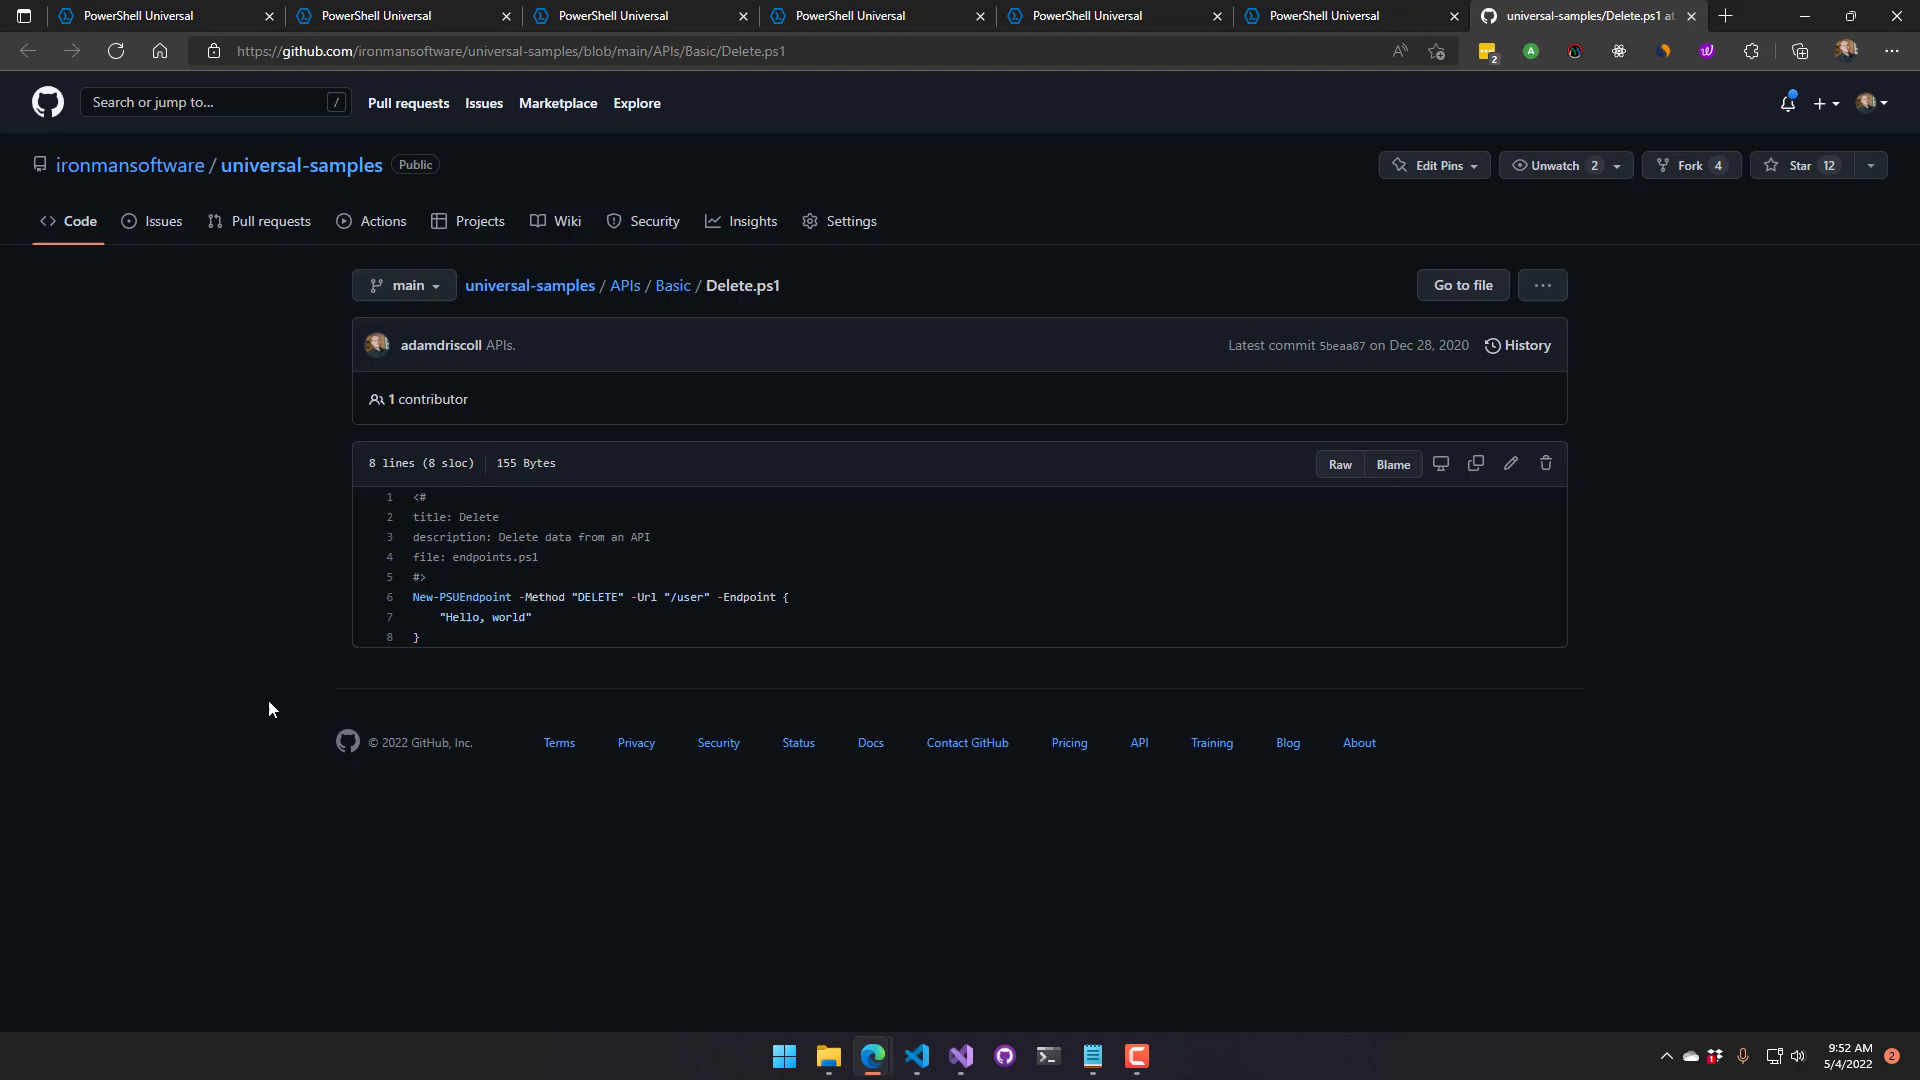 PowerShell Universal
PowerShell Universal
PowerShell Universal
PowerShell Universal
PowerShell Universal
PowerShell Universal
universal-samples/Delete.ps1 at
https://github.com/ironmansoftware/universal-samples/blob/main/APIs/Basic/Delete.ps1
2
Search or jump to...
/
Pull requests
Issues
Marketplace
Explore
ironmansoftware / universal-samples
Public
Edit Pins
Unwatch 2
Fork 4
Star 12
Code
Issues
Pull requests
Actions
Projects
Wiki
Security
Insights
Settings
main
universal-samples / APIs / Basic / Delete.ps1
Go to file
adamdriscoll APIs.
Latest commit 5beaa87 on Dec 28, 2020
History
1 contributor
8 lines (8 sloc)
155 Bytes
Raw
Blame
1 <#
2 title: Delete
3 description: Delete data from an API
4 file: endpoints.ps1
5 #>
6 New-PSUEndpoint -Method "DELETE" -Url "/user" -Endpoint {
7 "Hello, world"
8 }
© 2022 GitHub, Inc.
Terms
Privacy
Security
Status
Docs
Contact GitHub
Pricing
API
Training
Blog
About
9:52 AM
5/4/2022
2